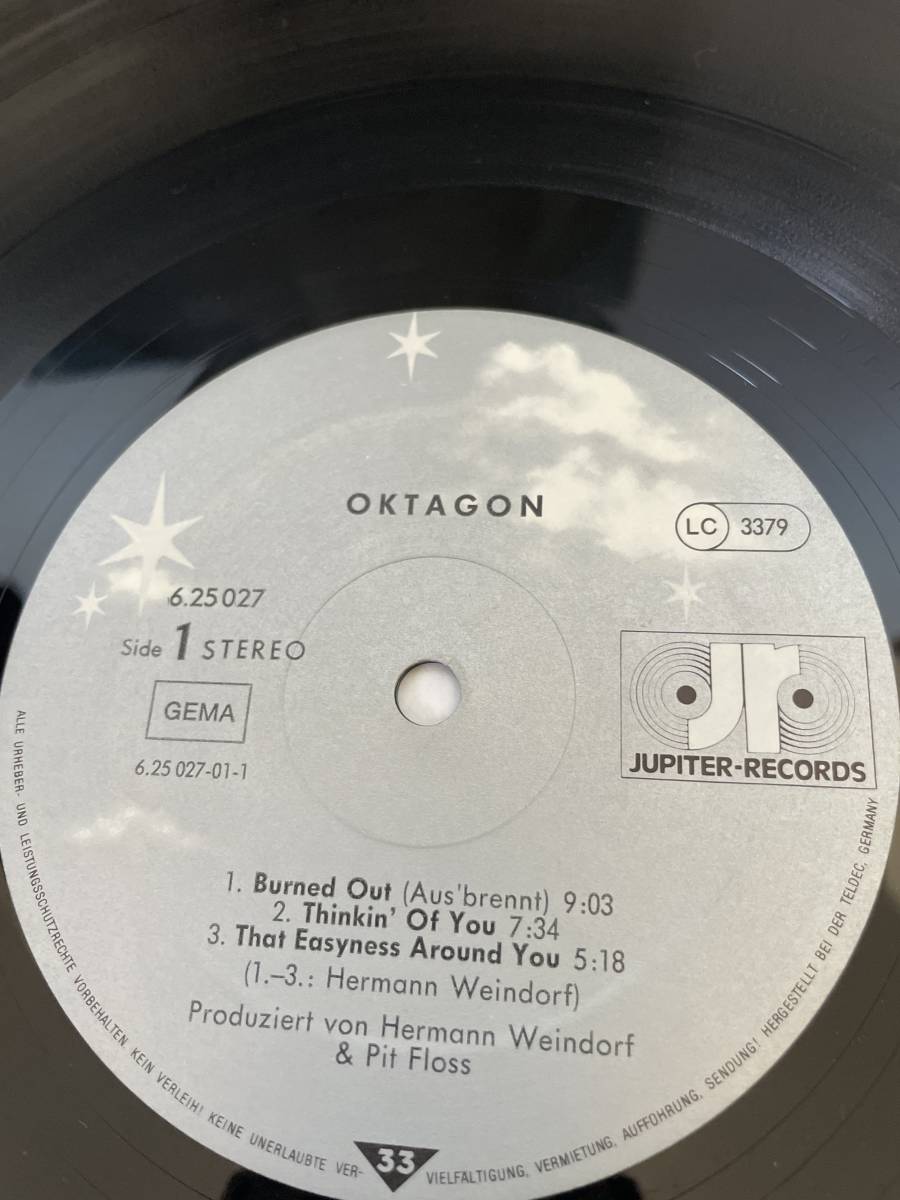 OKTAGON
LC 3379
6.25027
Side 1 STEREO
GEMA
6.25 027-01-1
jr
JUPITER-RECORDS
1. Burned Out (Aus'brennt) 9:03
2. Thinkin' Of You 7:34
3. That Easyness Around You 5:18
(1.–3.: Hermann Weindorf)
Produziert von Hermann Weindorf
& Pit Floss
ALLE URHEBER- UND LEISTUNGSSCHUTZRECHTE VORBEHALTEN. KEIN VERLEIH! KEINE UNERLAUBTE VER-
33
VIELFÄLTIGUNG, VERMIETUNG, AUFFÜHRUNG, SENDUNG! HERGESTELLT BEI DER TELDEC, GERMANY